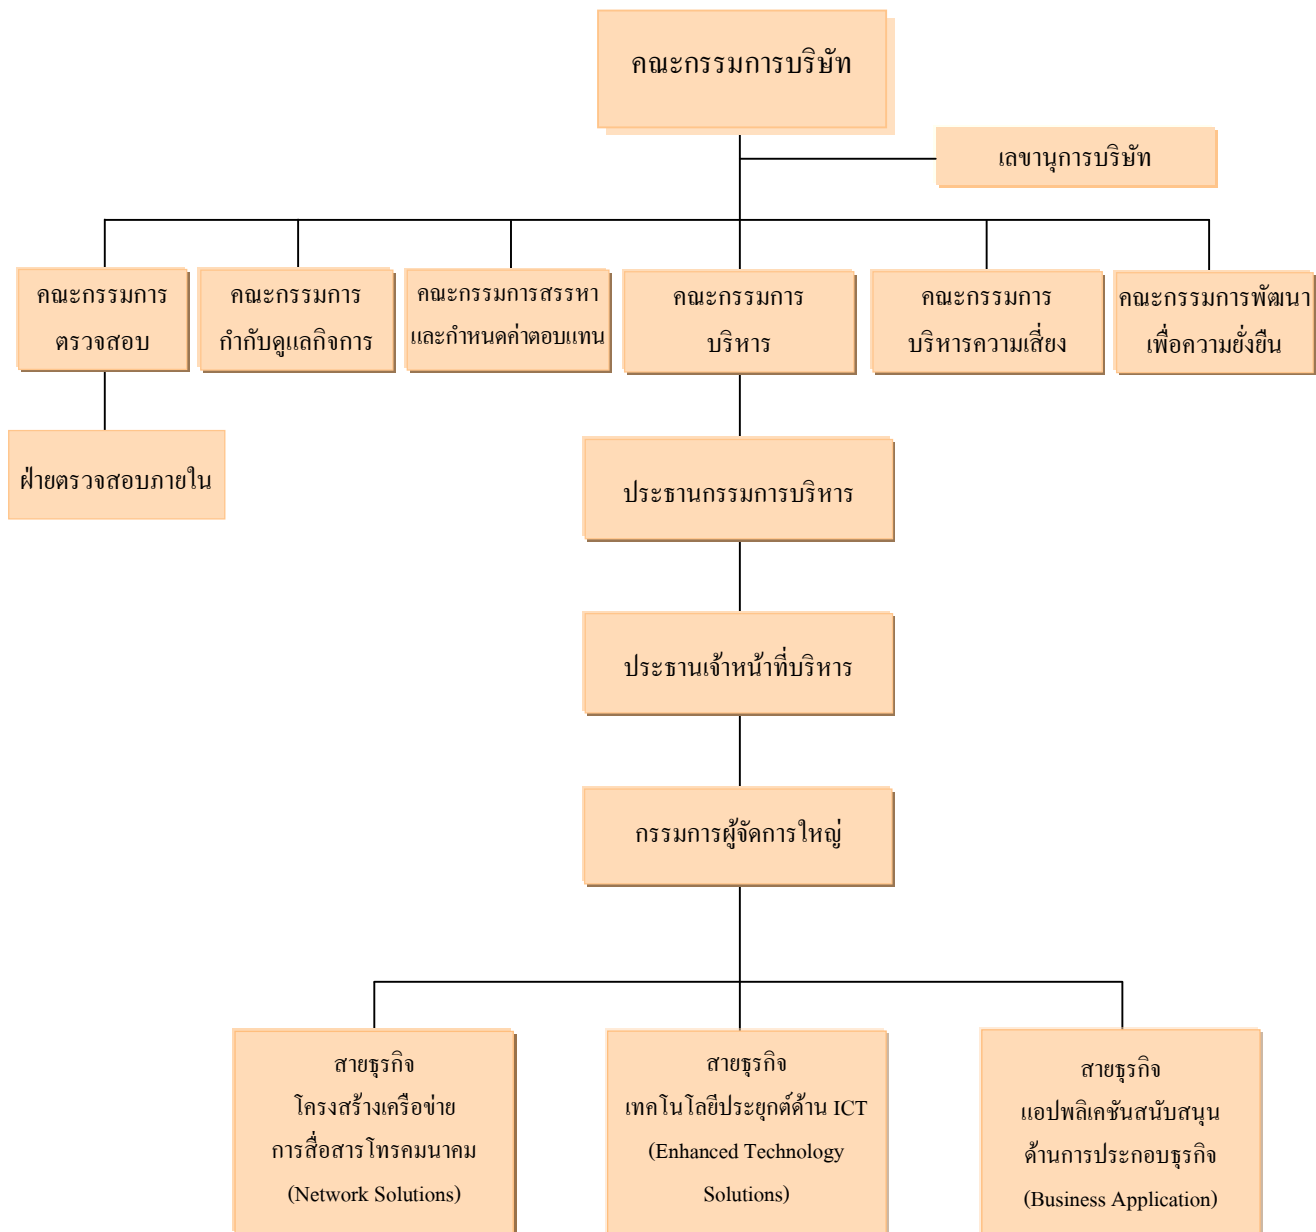 คณะกรรมการบริษัท
เลขานุการบริษัท
คณะกรรมการ
ตรวจสอบ
คณะกรรมการ
กำกับดูแลกิจการ
คณะกรรมการสรรหา
และกำหนดค่าตอบแทน
คณะกรรมการ
บริหาร
คณะกรรมการ
บริหารความเสี่ยง
คณะกรรมการพัฒนา
เพื่อความยั่งยืน
ฝ่ายตรวจสอบภายใน
ประธานกรรมการบริหาร
ประธานเจ้าหน้าที่บริหาร
กรรมการผู้จัดการใหญ่
สายธุรกิจ
โครงสร้างเครือข่าย
การสื่อสารโทรคมนาคม
(Network Solutions)
สายธุรกิจ
เทคโนโลยีประยุกต์ด้าน ICT
(Enhanced Technology
Solutions)
สายธุรกิจ
แอปพลิเคชันสนับสนุน
ด้านการประกอบธุรกิจ
(Business Application)